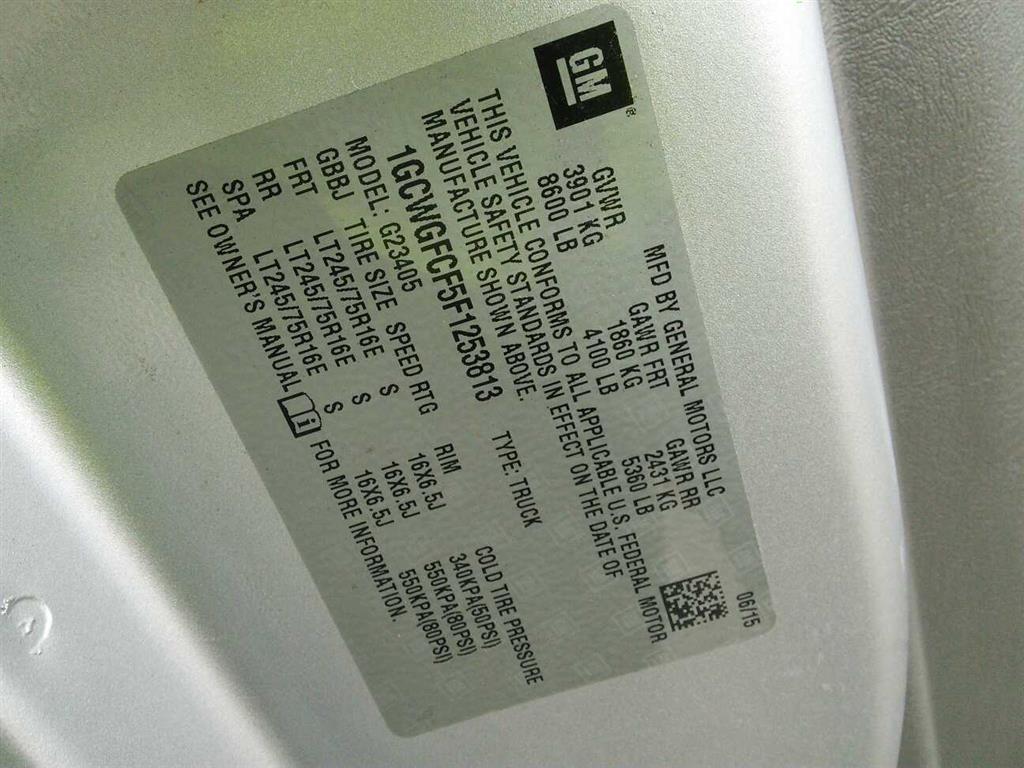 GM
MFD BY GENERAL MOTORS LLC 06/15
GVWR GAWR FRT GAWR RR
3901 KG 1860 KG 2431 KG
8600 LB 4100 LB 5360 LB
THIS VEHICLE CONFORMS TO ALL APPLICABLE U.S. FEDERAL MOTOR
VEHICLE SAFETY STANDARDS IN EFFECT ON THE DATE OF
MANUFACTURE SHOWN ABOVE.
1GCWGFCF5F1253813 TYPE: TRUCK
MODEL: G23405
GBBJ TIRE SIZE SPEED RTG RIM COLD TIRE PRESSURE
FRT LT245/75R16E S 16X6.5J 340KPA(50PSI)
RR LT245/75R16E S 16X6.5J 550KPA(80PSI)
SPA LT245/75R16E S 16X6.5J 550KPA(80PSI)
SEE OWNER'S MANUAL i FOR MORE INFORMATION.